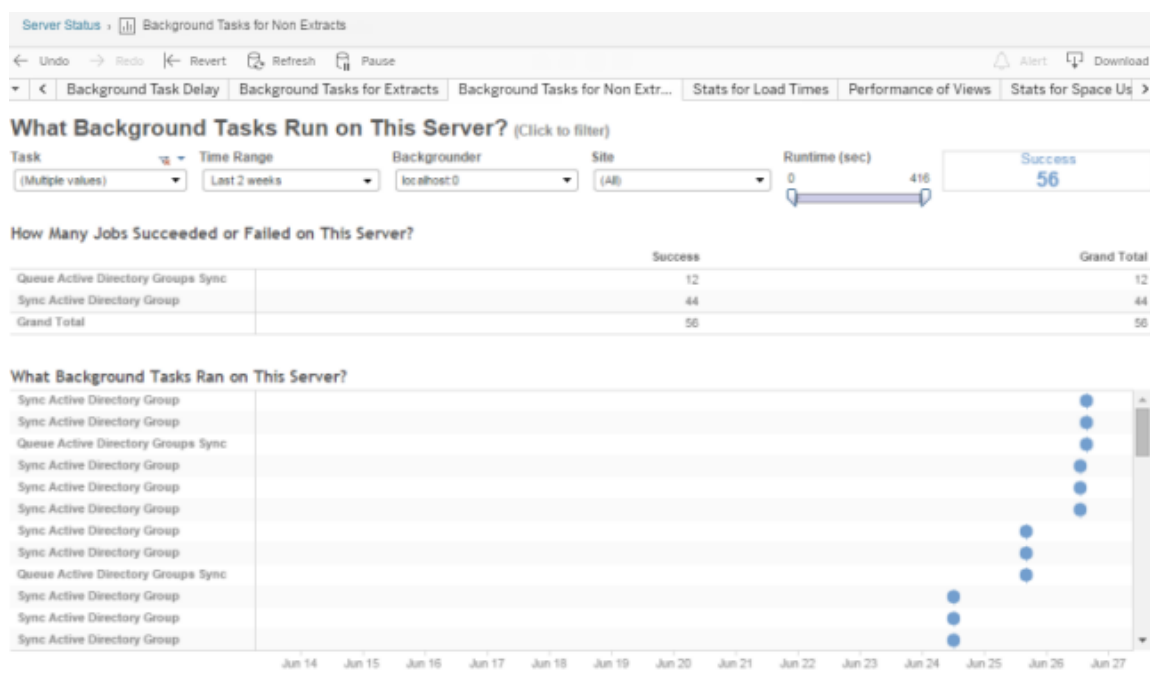 Server Status › Background Tasks for Non Extracts
← Undo → Redo |← Revert Refresh Pause Alert Download
Background Task Delay Background Tasks for Extracts Background Tasks for Non Extr... Stats for Load Times Performance of Views Stats for Space Us
What Background Tasks Run on This Server? (Click to filter)
Task Time Range Backgrounder Site Runtime (sec) Success
(Multiple values) Last 2 weeks localhost:0 (All) 0 416 56
How Many Jobs Succeeded or Failed on This Server?
Success Grand Total
Queue Active Directory Groups Sync 12 12
Sync Active Directory Group 44 44
Grand Total 56 56
What Background Tasks Ran on This Server?
Sync Active Directory Group
Sync Active Directory Group
Queue Active Directory Groups Sync
Sync Active Directory Group
Sync Active Directory Group
Sync Active Directory Group
Sync Active Directory Group
Sync Active Directory Group
Queue Active Directory Groups Sync
Sync Active Directory Group
Sync Active Directory Group
Sync Active Directory Group
Jun 14 Jun 15 Jun 16 Jun 17 Jun 18 Jun 19 Jun 20 Jun 21 Jun 22 Jun 23 Jun 24 Jun 25 Jun 26 Jun 27